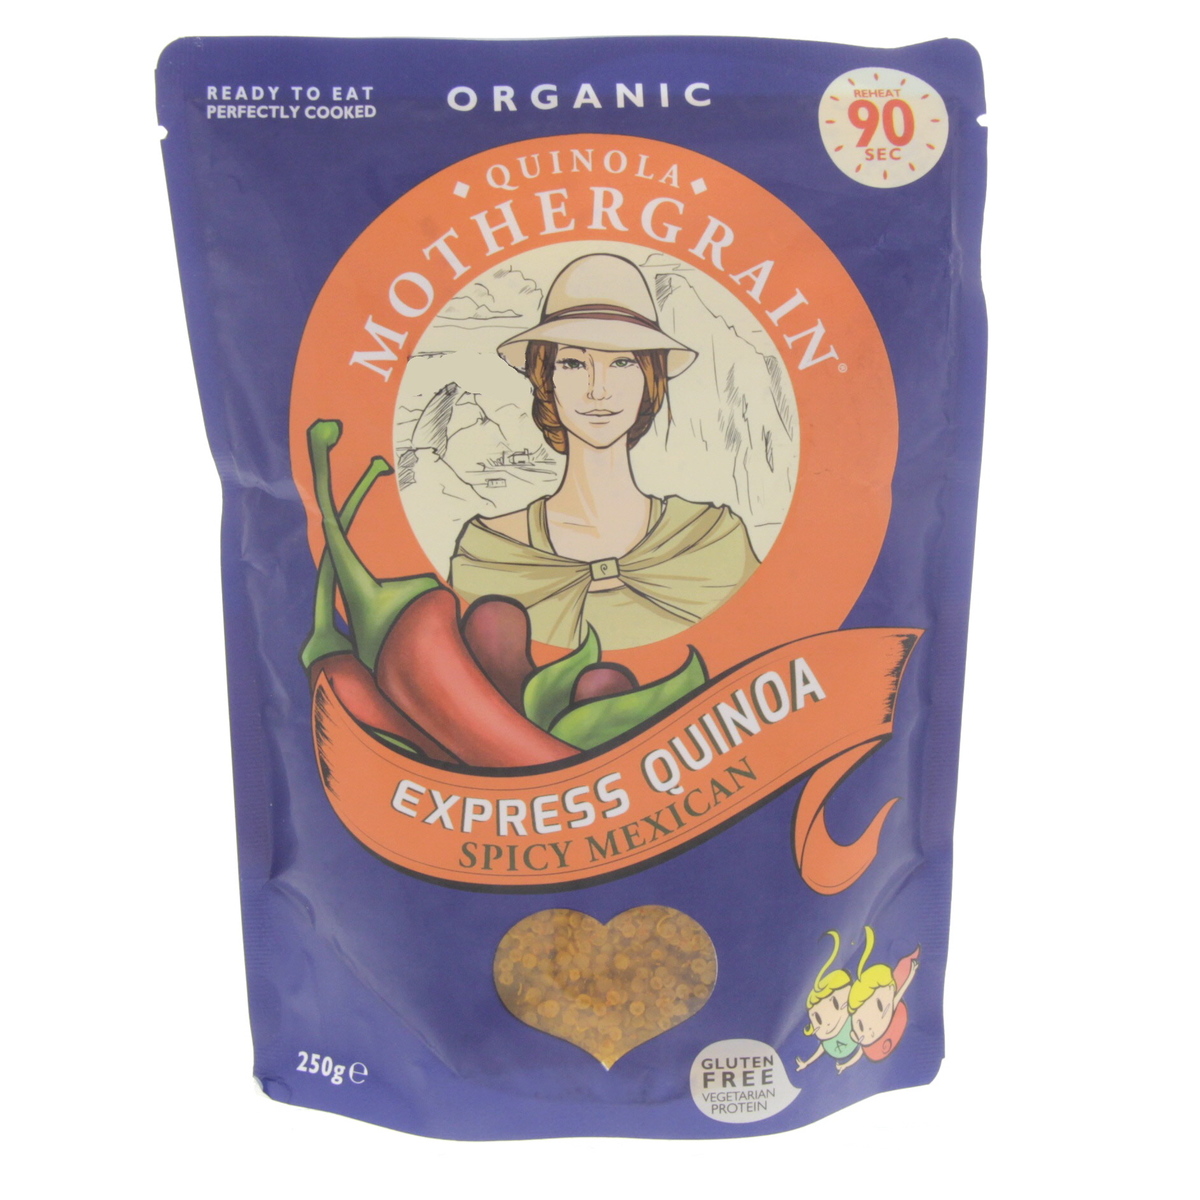 READY TO EAT
PERFECTLY COOKED
ORGANIC
REHEAT
90
SEC
QUINOLA
MOTHERGRAIN®
EXPRESS QUINOA
SPICY MEXICAN
250g℮
GLUTEN
FREE
VEGETARIAN
PROTEIN